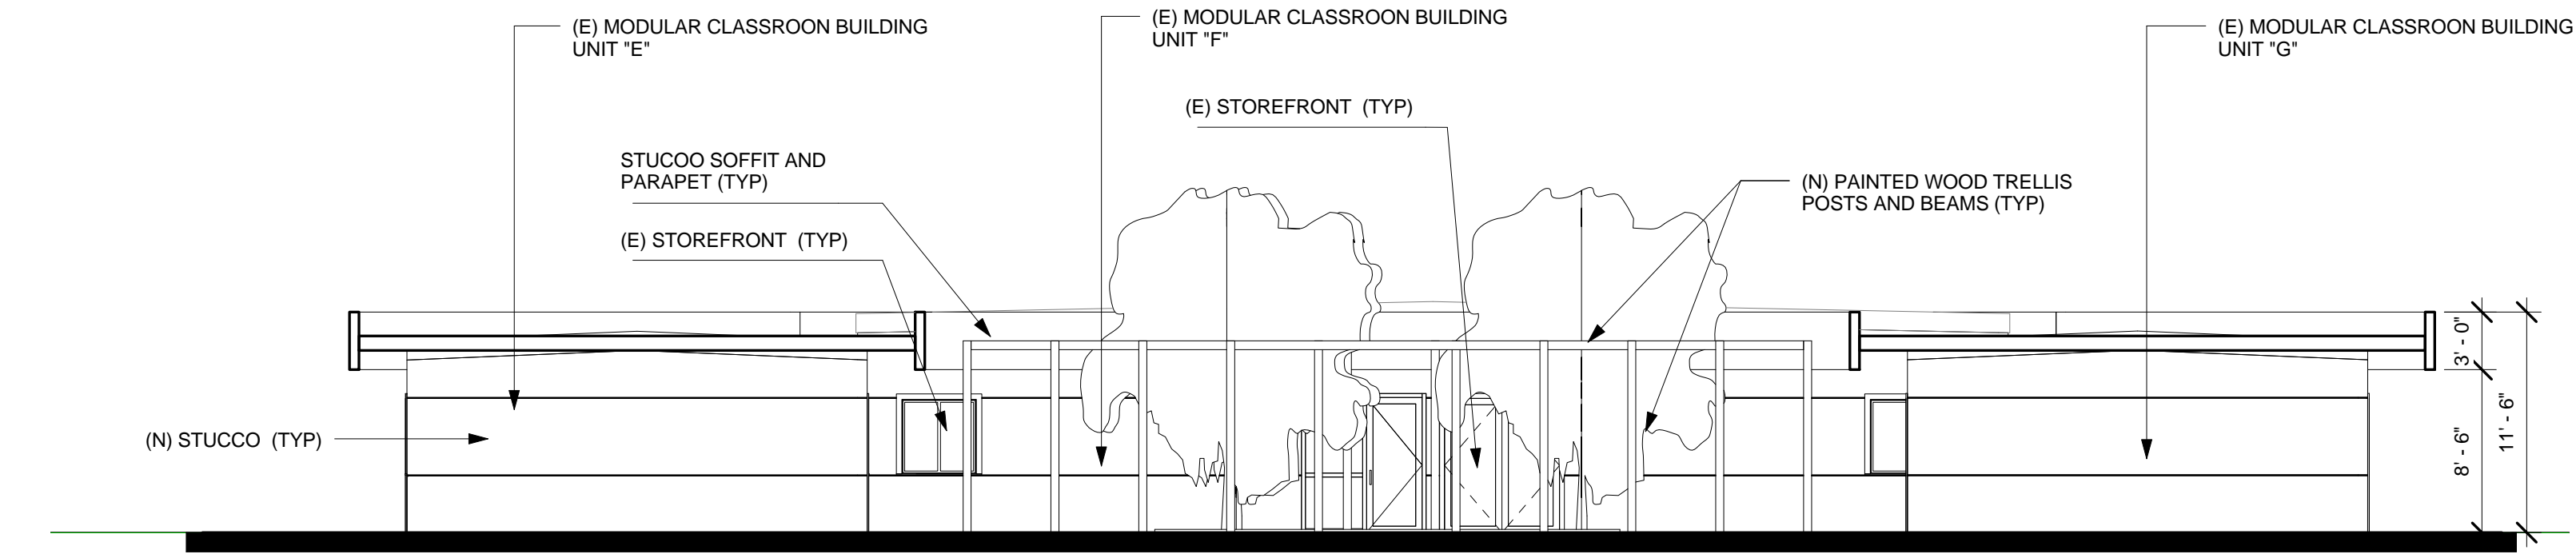 (E) MODULAR CLASSROON BUILDING
UNIT "E"
(E) MODULAR CLASSROON BUILDING
UNIT "F"
(E) MODULAR CLASSROON BUILDING
UNIT "G"
(E) STOREFRONT (TYP)
STUCOO SOFFIT AND
PARAPET (TYP)
(N) PAINTED WOOD TRELLIS
POSTS AND BEAMS (TYP)
(E) STOREFRONT (TYP)
(N) STUCCO (TYP)
3' - 0"
8' - 6"
11' - 6"